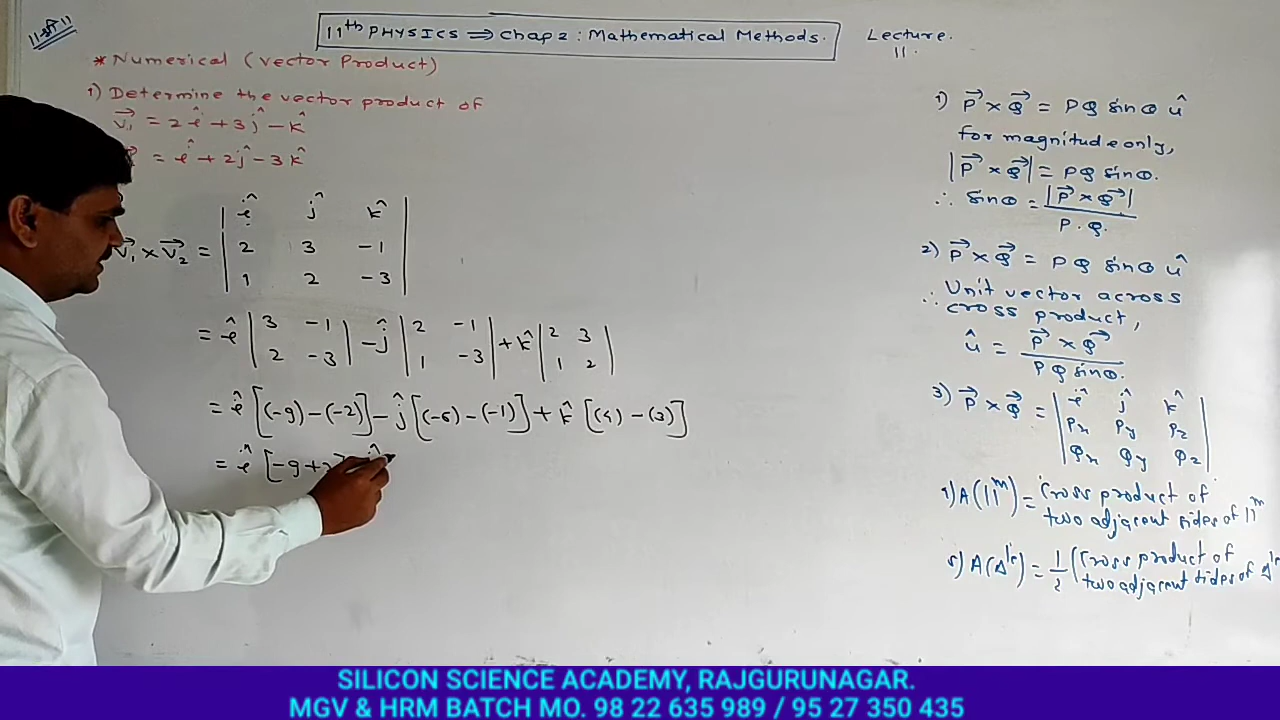 11th PHYSICS ⇒ Chap 2 : Mathematical Methods.
Lecture.
11.
* Numerical (Vector Product)
1) Determine the vector product of
V⃗₁ = 2î + 3ĵ − k̂
= î + 2ĵ − 3k̂
V⃗₁ × V⃗₂ = | î ĵ k̂ |
| 2 3 −1 |
| 1 2 −3 |
= î | 3 −1 | − ĵ | 2 −1 | + k̂ | 2 3 |
| 2 −3 | | 1 −3 | | 1 2 |
= î [(−9) − (−2)] − ĵ [(−6) − (−1)] + k̂ [(4) − (3)]
= î [−9+
1) P⃗ × Q⃗ = PQ sinθ û
for magnitude only,
|P⃗ × Q⃗| = PQ sinθ.
∴ sinθ = |P⃗ × Q⃗|
P.Q.
2) P⃗ × Q⃗ = PQ sinθ û
∴ Unit vector across
cross product,
û = P⃗ × Q⃗
PQ sinθ.
3) P⃗ × Q⃗ = | î ĵ k̂ |
| Px Py Pz |
| Qx Qy Qz |
4) A(||m) = Cross product of
two adjacent sides of ||m
5) A(Δle) = 1/2 (Cross product of
two adjacent sides of Δle
SILICON SCIENCE ACADEMY, RAJGURUNAGAR.
MGV & HRM BATCH MO. 98 22 635 989 / 95 27 350 435